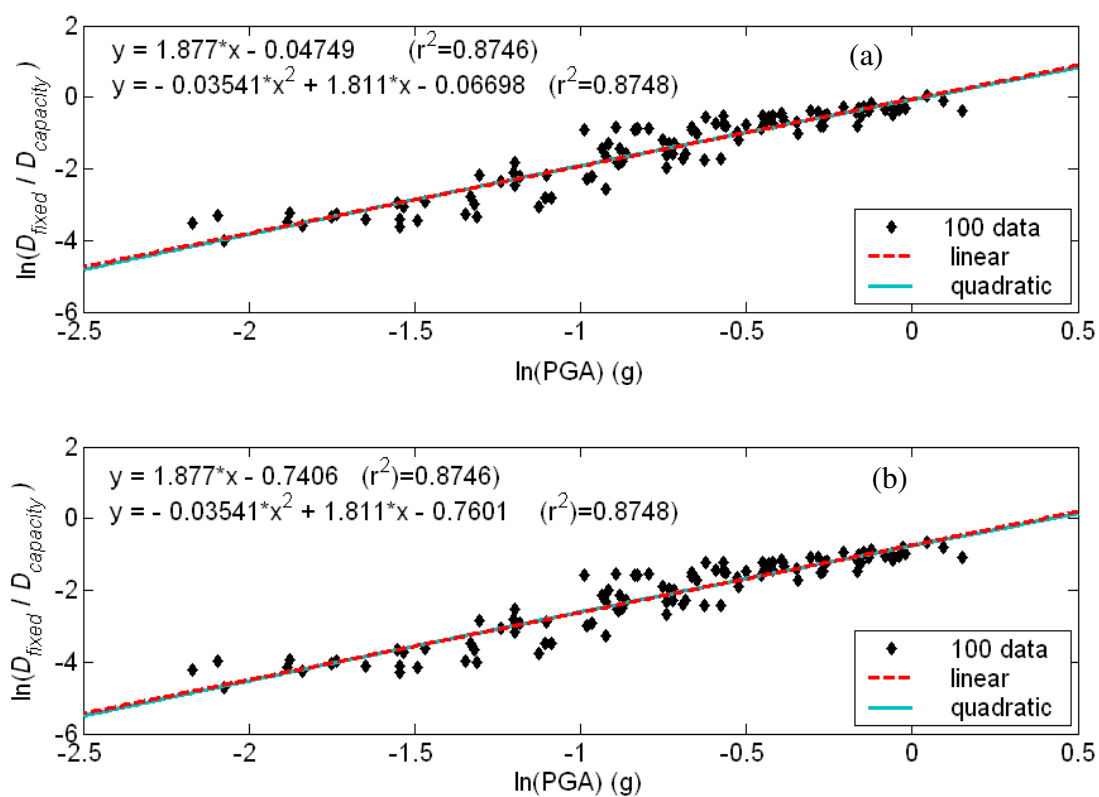 y = 1.877*x - 0.04749 (r²=0.8746)
(a)
y = - 0.03541*x² + 1.811*x - 0.06698 (r²=0.8748)
2
0
-2
-4
-6
ln(D_fixed / D_capacity)
100 data
linear
quadratic
-2.5 -2 -1.5 -1 -0.5 0 0.5
ln(PGA) (g)
y = 1.877*x - 0.7406 (r²)=0.8746
(b)
y = - 0.03541*x² + 1.811*x - 0.7601 (r²)=0.8748
2
0
-2
-4
-6
ln(D_fixed / D_capacity)
100 data
linear
quadratic
-2.5 -2 -1.5 -1 -0.5 0 0.5
ln(PGA) (g)